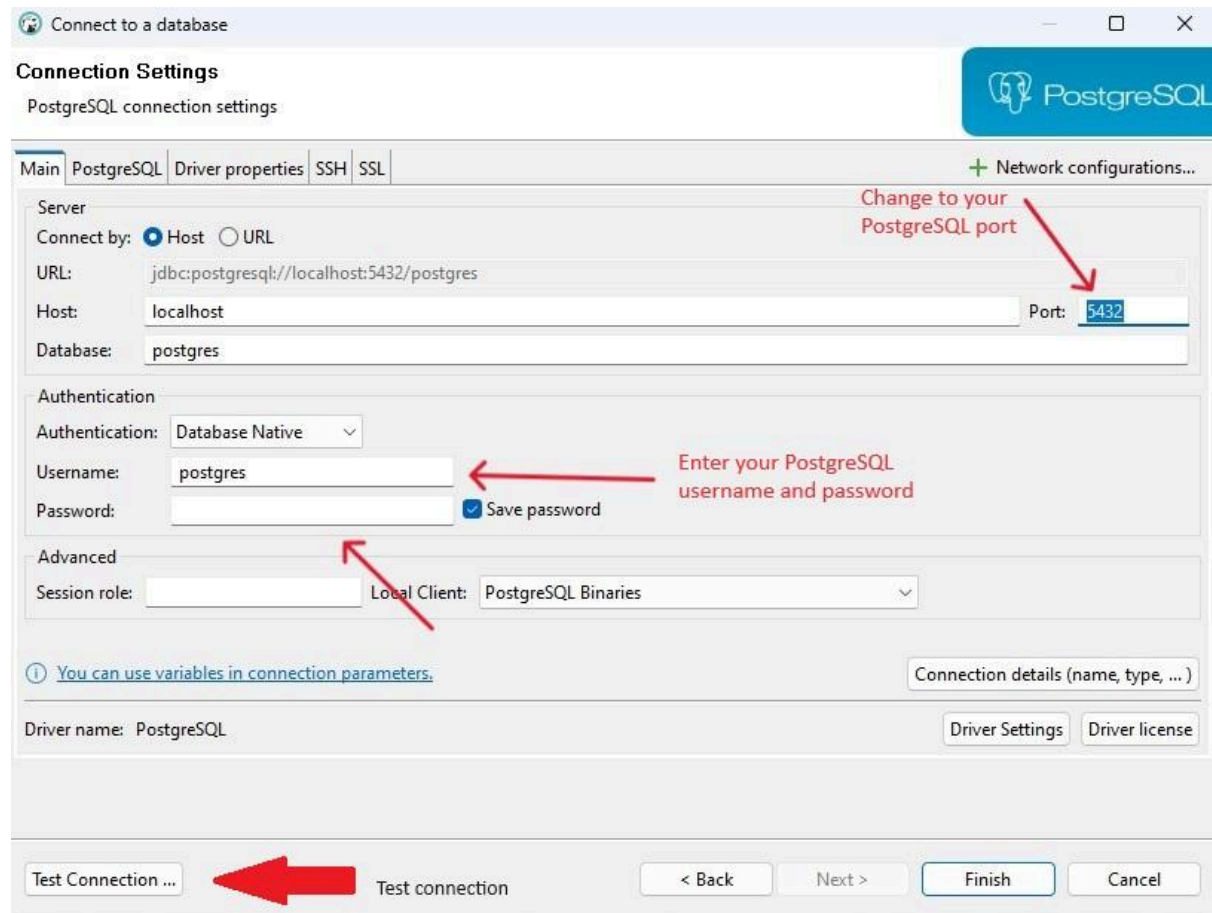 Connect to a database
Connection Settings
PostgreSQL connection settings
PostgreSQL
Main PostgreSQL Driver properties SSH SSL
Network configurations...
Server
Change to your
PostgreSQL port
Connect by: Host URL
URL: jdbc:postgresql://localhost:5432/postgres
Host: localhost Port: 5432
Database: postgres
Authentication
Authentication: Database Native
Username: postgres
Enter your PostgreSQL
username and password
Password: Save password
Advanced
Session role: Local Client: PostgreSQL Binaries
You can use variables in connection parameters.
Connection details (name, type, ... )
Driver name: PostgreSQL
Driver Settings Driver license
Test Connection ... Test connection < Back Next > Finish Cancel